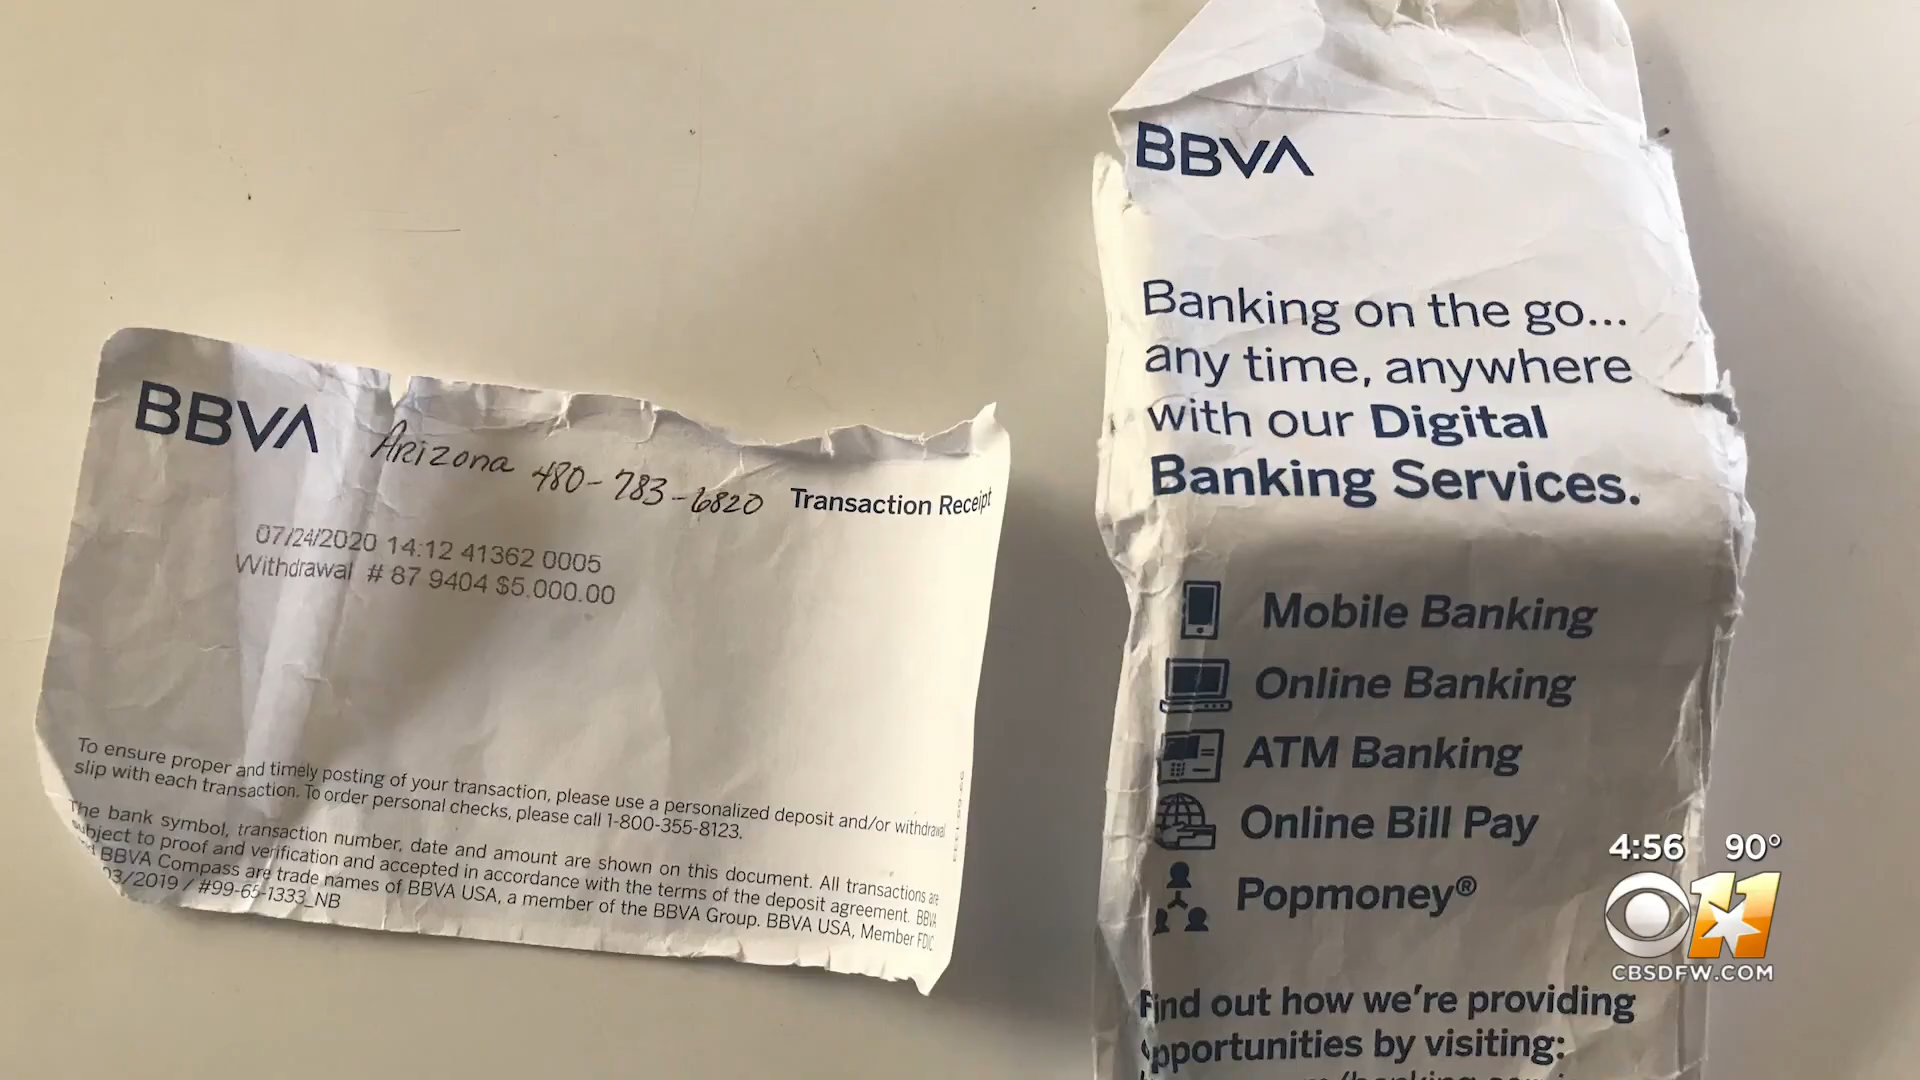 BBVA
Arizona 480-783-6820
Transaction Receipt
07/24/2020 14:12 41362 0005
Withdrawal # 87 9404 $5,000.00
To ensure proper and timely posting of your transaction, please use a personalized deposit and/or withdrawal
slip with each transaction. To order personal checks, please call 1-800-355-8123.
The bank symbol, transaction number, date and amount are shown on this document. All transactions are
subject to proof and verification and accepted in accordance with the terms of the deposit agreement. BBVA
BBVA Compass are trade names of BBVA USA, a member of the BBVA Group. BBVA USA, Member FDIC
03/2019 / #99-65-1333_NB
BBVA
Banking on the go...
any time, anywhere
with our Digital
Banking Services.
Mobile Banking
Online Banking
ATM Banking
Online Bill Pay
Popmoney®
Find out how we're providing
opportunities by visiting:
4:56 90°
11
CBSDFW.COM